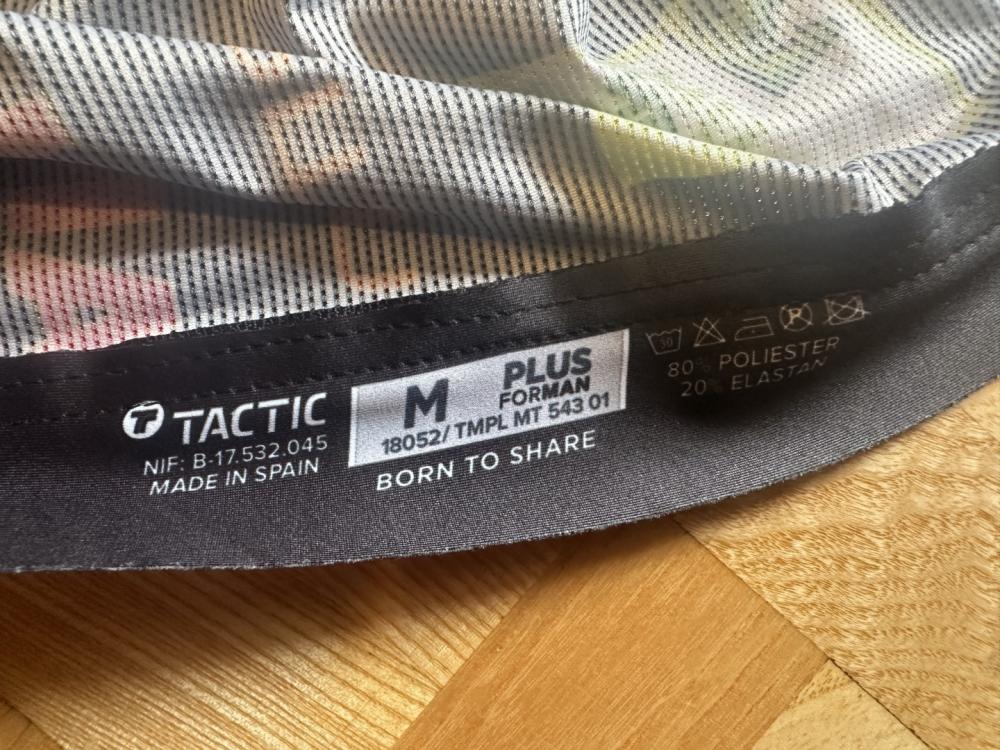 TACTIC
NIF: B-17.532.045
MADE IN SPAIN
M
PLUS
FORMAN
18052/ TMPL MT 543 01
BORN TO SHARE
30
P
80% POLIESTER
20% ELASTAN